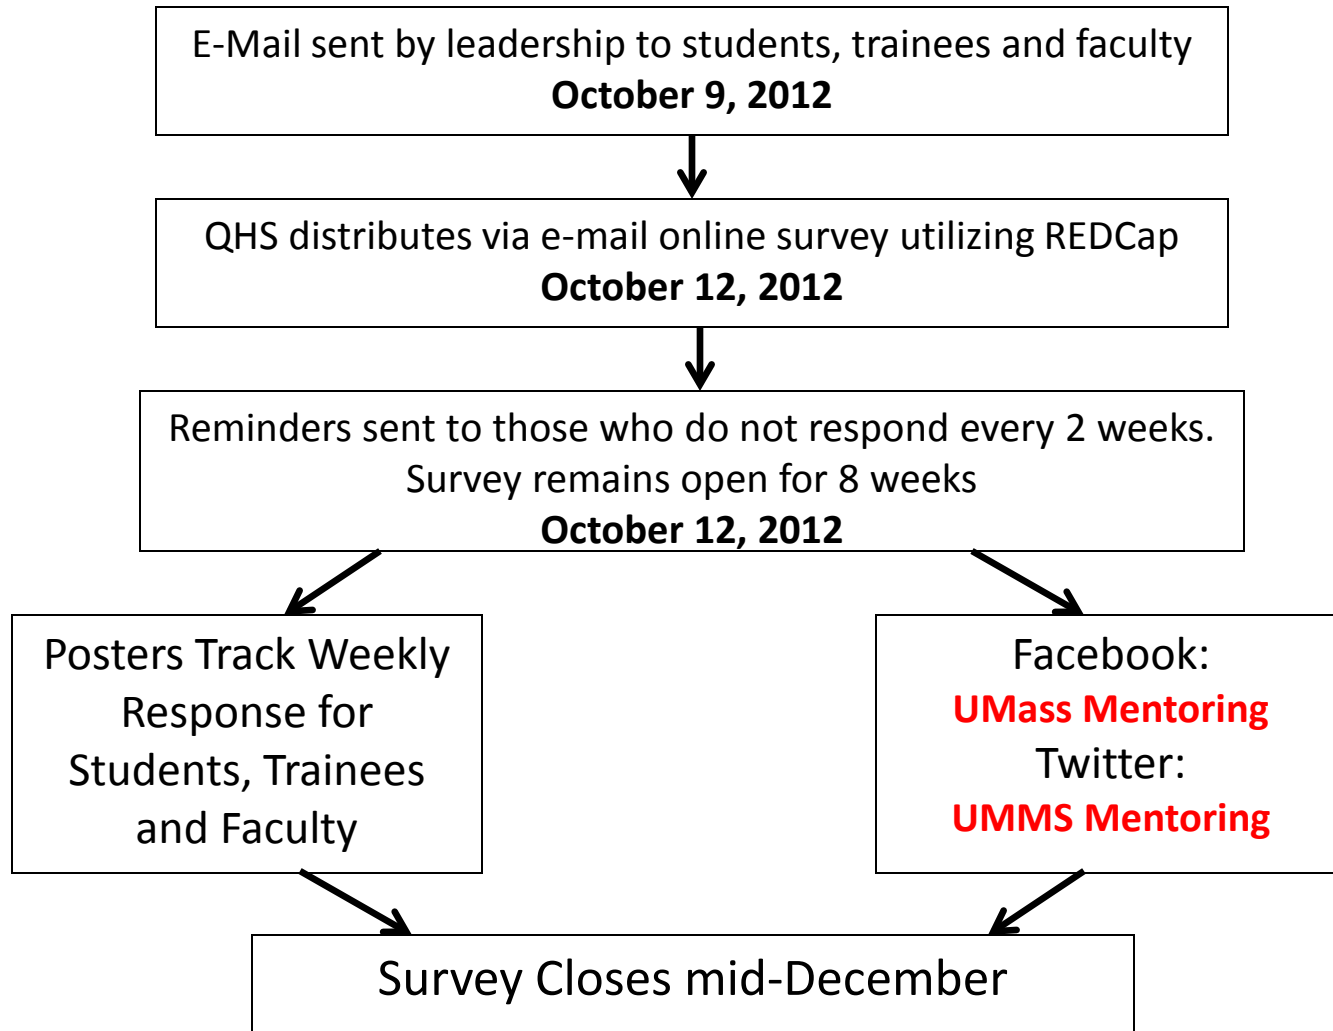 E-Mail sent by leadership to students, trainees and faculty
October 9, 2012
QHS distributes via e-mail online survey utilizing REDCap
October 12, 2012
Reminders sent to those who do not respond every 2 weeks.
Survey remains open for 8 weeks
October 12, 2012
Posters Track Weekly
Response for
Students, Trainees
and Faculty
Facebook:
UMass Mentoring
Twitter:
UMMS Mentoring
Survey Closes mid-December